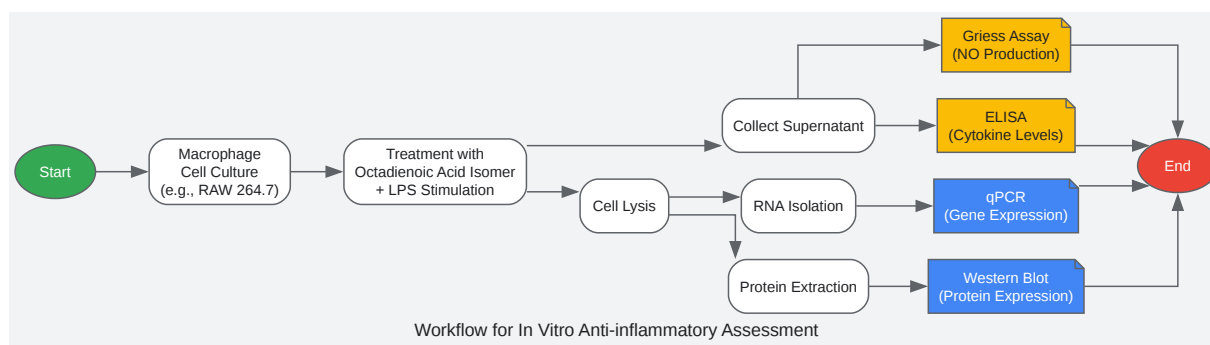 Start
Macrophage
Cell Culture
(e.g., RAW 264.7)
Treatment with
Octadienoic Acid Isomer
+ LPS Stimulation
Collect Supernatant
Griess Assay
(NO Production)
ELISA
(Cytokine Levels)
Cell Lysis
RNA Isolation
qPCR
(Gene Expression)
Protein Extraction
Western Blot
(Protein Expression)
End
Workflow for In Vitro Anti-inflammatory Assessment